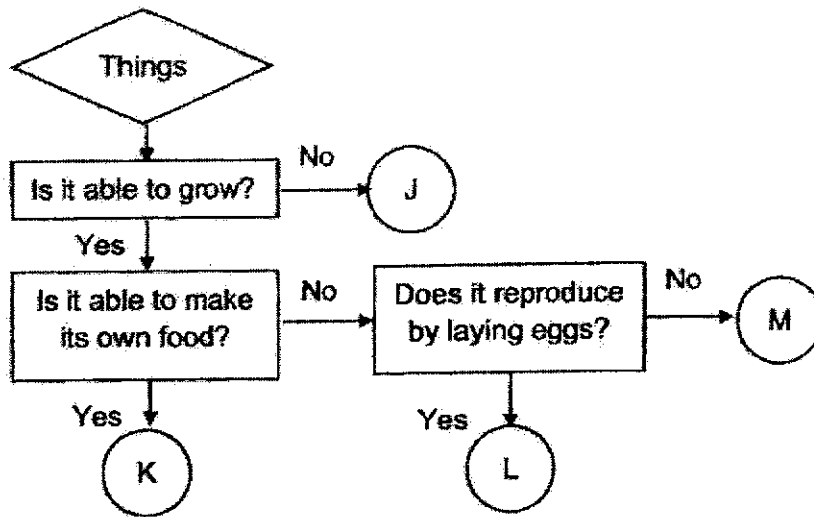 Things
Is it able to grow?
No
J
Yes
Is it able to make
its own food?
No
Does it reproduce
by laying eggs?
No
M
Yes
K
Yes
L